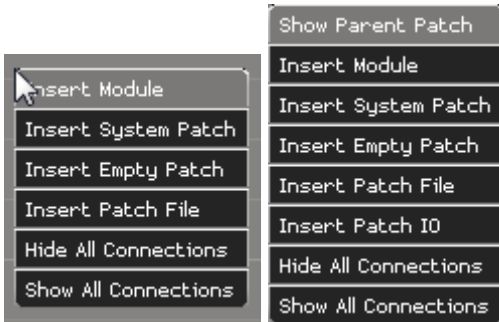 Insert Module
Insert System Patch
Insert Empty Patch
Insert Patch File
Hide All Connections
Show All Connections
Show Parent Patch
Insert Module
Insert System Patch
Insert Empty Patch
Insert Patch File
Insert Patch IO
Hide All Connections
Show All Connections